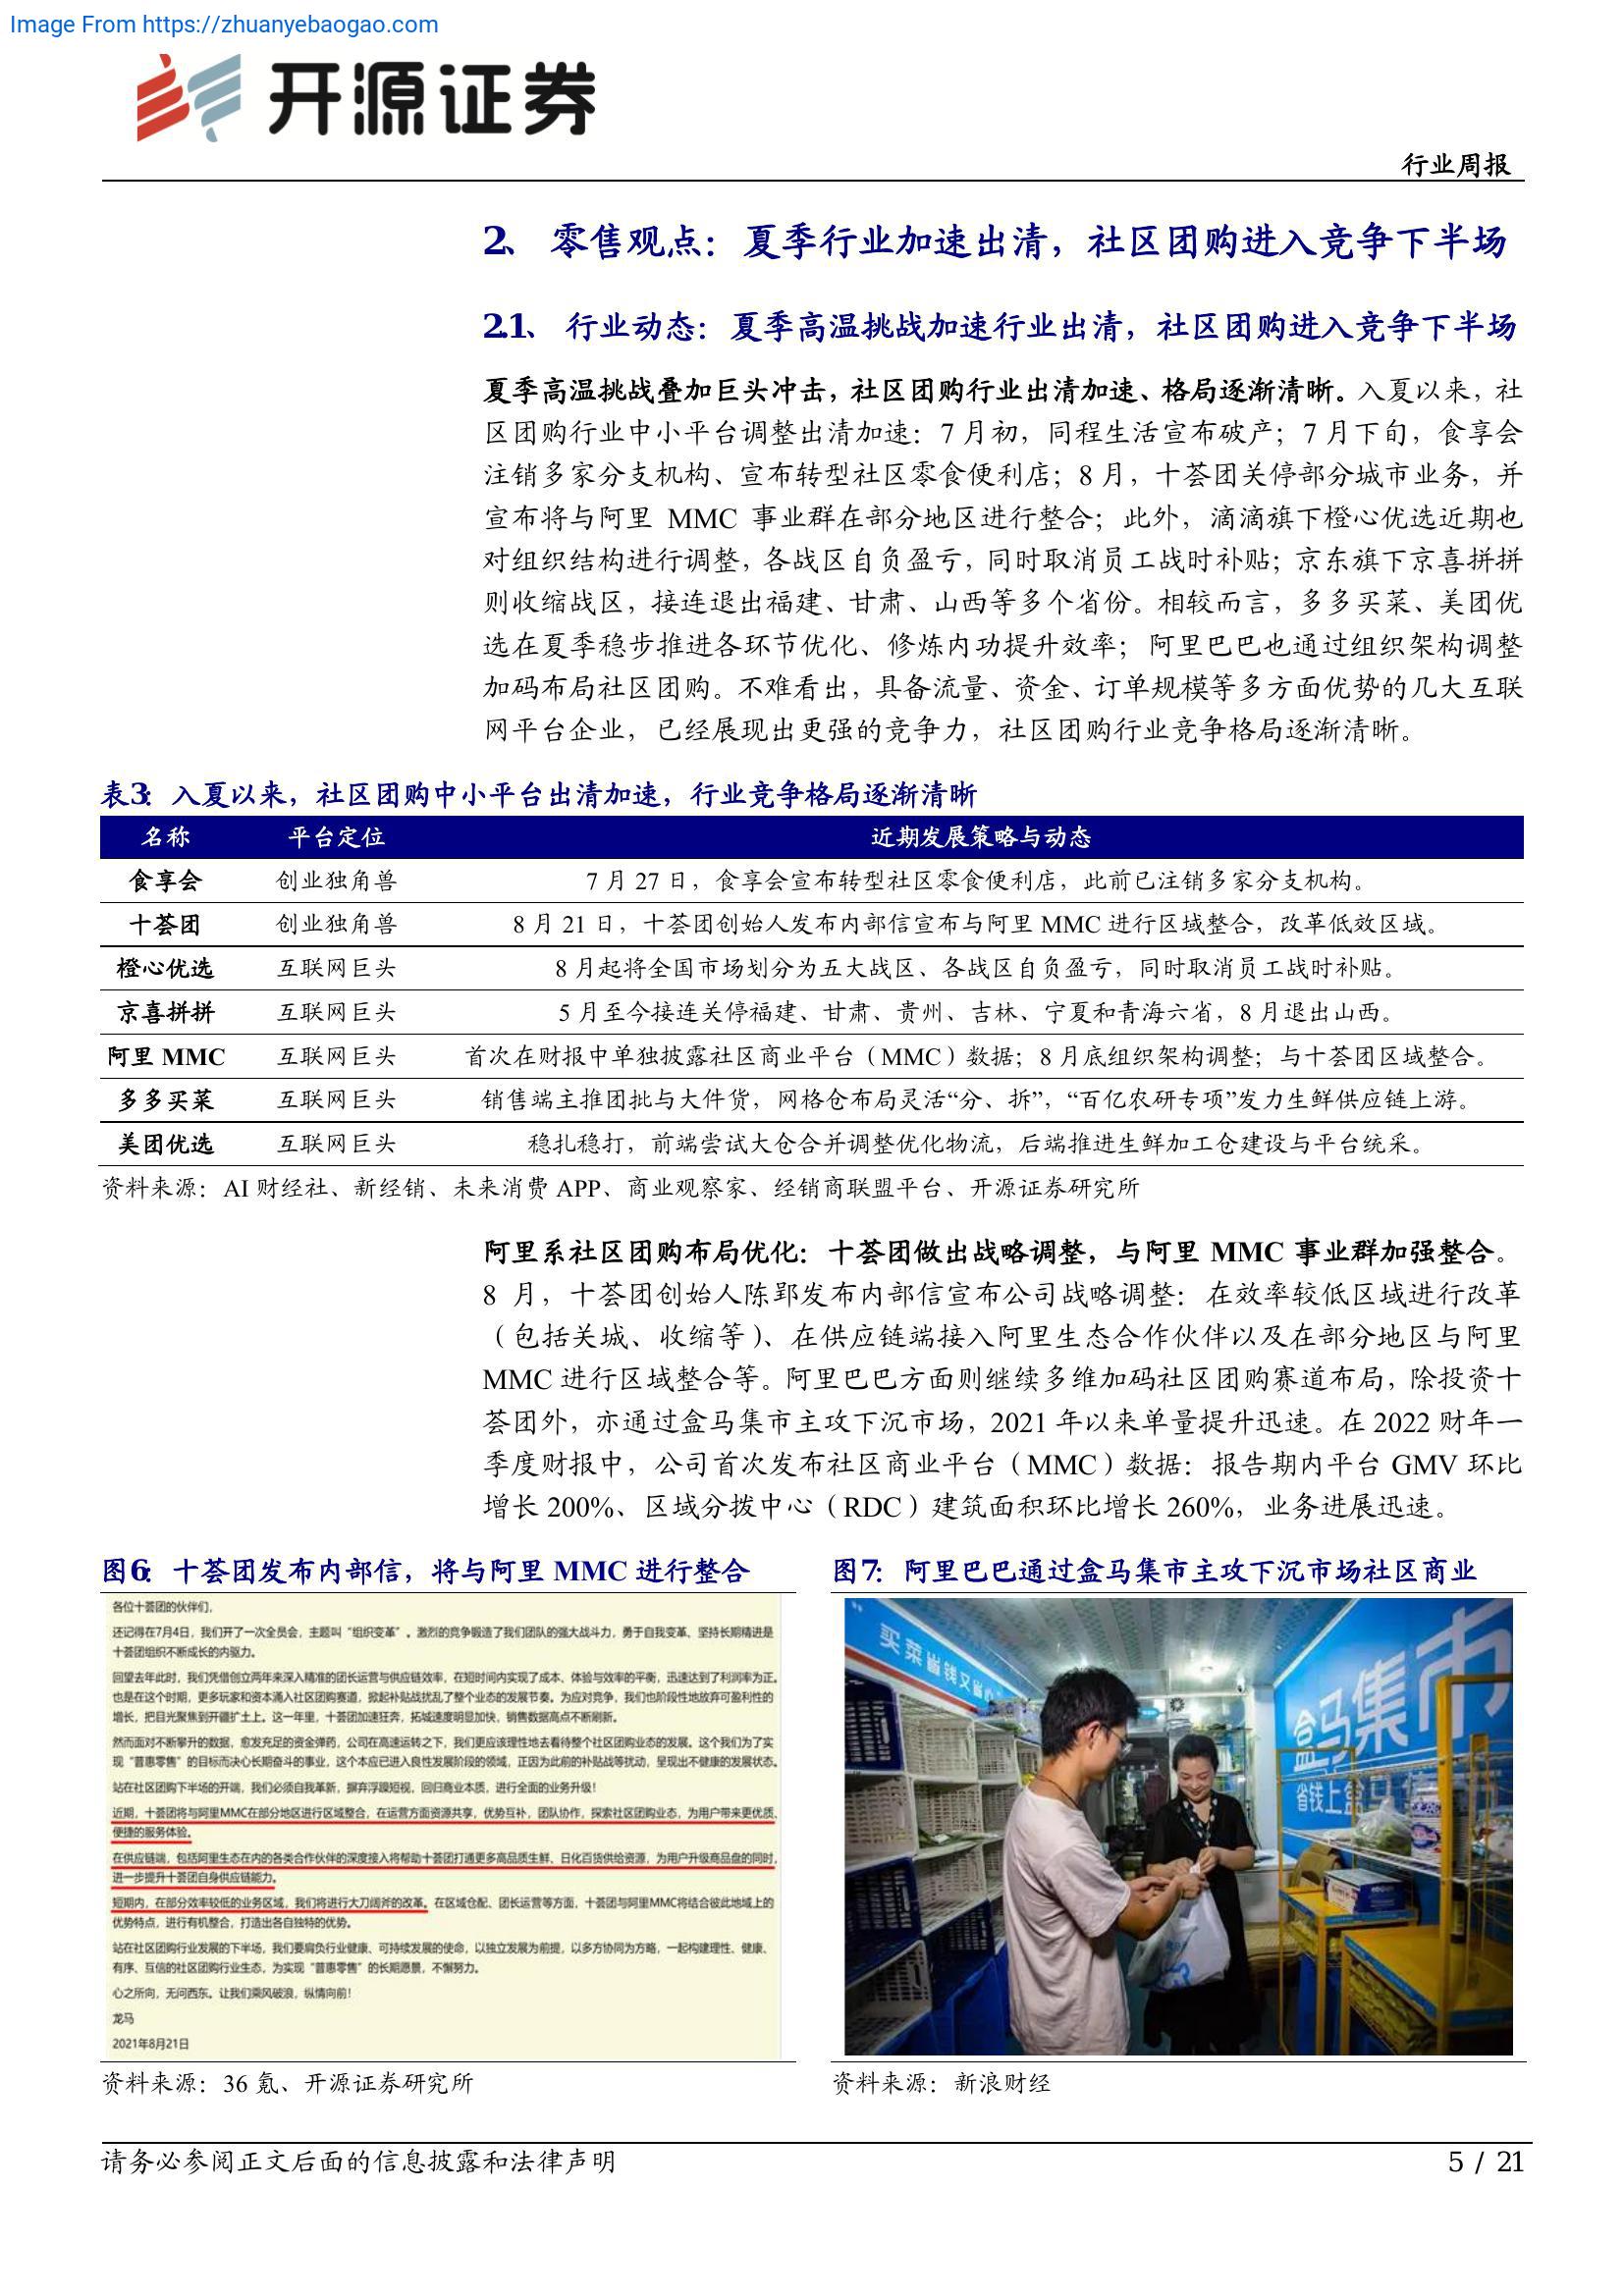 Image From https://zhuanyebaogao.com
开源证券
行业周报
2、 零售观点：夏季行业加速出清，社区团购进入竞争下半场
2.1、 行业动态：夏季高温挑战加速行业出清，社区团购进入竞争下半场
夏季高温挑战叠加巨头冲击，社区团购行业出清加速、格局逐渐清晰。入夏以来，社
区团购行业中小平台调整出清加速：7 月初，同程生活宣布破产；7 月下旬，食享会
注销多家分支机构、宣布转型社区零食便利店；8 月，十荟团关停部分城市业务，并
宣布将与阿里 MMC 事业群在部分地区进行整合；此外，滴滴旗下橙心优选近期也
对组织结构进行调整，各战区自负盈亏，同时取消员工战时补贴；京东旗下京喜拼拼
则收缩战区，接连退出福建、甘肃、山西等多个省份。相较而言，多多买菜、美团优
选在夏季稳步推进各环节优化、修炼内功提升效率；阿里巴巴也通过组织架构调整
加码布局社区团购。不难看出，具备流量、资金、订单规模等多方面优势的几大互联
网平台企业，已经展现出更强的竞争力，社区团购行业竞争格局逐渐清晰。
表3：入夏以来，社区团购中小平台出清加速，行业竞争格局逐渐清晰
名称 平台定位 近期发展策略与动态
食享会 创业独角兽 7 月 27 日，食享会宣布转型社区零食便利店，此前已注销多家分支机构。
十荟团 创业独角兽 8 月 21 日，十荟团创始人发布内部信宣布与阿里 MMC 进行区域整合，改革低效区域。
橙心优选 互联网巨头 8 月起将全国市场划分为五大战区、各战区自负盈亏，同时取消员工战时补贴。
京喜拼拼 互联网巨头 5 月至今接连关停福建、甘肃、贵州、吉林、宁夏和青海六省，8 月退出山西。
阿里 MMC 互联网巨头 首次在财报中单独披露社区商业平台（MMC）数据；8 月底组织架构调整；与十荟团区域整合。
多多买菜 互联网巨头 销售端主推团批与大件货，网格仓布局灵活“分、拆”，“百亿农研专项”发力生鲜供应链上游。
美团优选 互联网巨头 稳扎稳打，前端尝试大仓合并调整优化物流，后端推进生鲜加工仓建设与平台统采。
资料来源：AI 财经社、新经销、未来消费 APP、商业观察家、经销商联盟平台、开源证券研究所
阿里系社区团购布局优化：十荟团做出战略调整，与阿里 MMC 事业群加强整合。
8 月，十荟团创始人陈郢发布内部信宣布公司战略调整：在效率较低区域进行改革
（包括关城、收缩等）、在供应链端接入阿里生态合作伙伴以及在部分地区与阿里
MMC 进行区域整合等。阿里巴巴方面则继续多维加码社区团购赛道布局，除投资十
荟团外，亦通过盒马集市主攻下沉市场，2021 年以来单量提升迅速。在 2022 财年一
季度财报中，公司首次发布社区商业平台（MMC）数据：报告期内平台 GMV 环比
增长 200%、区域分拨中心（RDC）建筑面积环比增长 260%，业务进展迅速。
图6：十荟团发布内部信，将与阿里 MMC 进行整合
各位十荟团的伙伴们，
还记得在7月4日，我们开了一次全员会，主题叫“组织变革”。激烈的竞争锻造了我们团队的强大战斗力，勇于自我变革、坚持长期精进是
十荟团组织不断成长的内驱力。
回望去年此时，我们凭借创立两年来深入精准的团长运营与供应链效率，在短时间内实现了成本、体验与效率的平衡，迅速达到了利润率为正。
也是在这个时期，更多玩家和资本涌入社区团购赛道，掀起补贴战扰乱了整个业态的发展节奏。为应对竞争，我们也阶段性地放弃可盈利性的
增长，把目光聚焦到开疆扩土上。这一年里，十荟团加速狂奔，拓城速度明显加快，销售数据高点不断刷新。
然而面对不断攀升的数据，愈发充足的资金弹药，公司在高速运转之下，我们更应该理性地去看待整个社区团购业态的发展。这个我们为了实
现“普惠零售”的目标而决心长期奋斗的事业，这个本应已进入良性发展阶段的领域，正因为此前的补贴战等扰动，呈现出不健康的发展状态。
站在社区团购下半场的开端，我们必须自我革新，摒弃浮躁短视，回归商业本质，进行全面的业务升级！
近期，十荟团将与阿里MMC在部分地区进行区域整合，在运营方面资源共享，优势互补，团队协作，探索社区团购业态，为用户带来更优质、
便捷的服务体验。
在供应链端，包括阿里生态在内的各类合作伙伴的深度接入将帮助十荟团打通更多高品质生鲜、日化百货供给资源，为用户升级商品盘的同时，
进一步提升十荟团自身供应链能力。
短期内，在部分效率较低的业务区域，我们将进行大刀阔斧的改革。在区域仓配、团长运营等方面，十荟团与阿里MMC将结合彼此地域上的
优势特点，进行有机整合，打造出各自独特的优势。
站在社区团购行业发展的下半场，我们要肩负行业健康、可持续发展的使命，以独立发展为前提，以多方协同为方略，一起构建理性、健康、
有序、互信的社区团购行业生态，为实现“普惠零售”的长期愿景，不懈努力。
心之所向，无问西东。让我们乘风破浪，纵情向前！
龙马
2021年8月21日
资料来源：36 氪、开源证券研究所
图7：阿里巴巴通过盒马集市主攻下沉市场社区商业
买菜省钱又省心
盒马集市
省钱上盒马
资料来源：新浪财经
请务必参阅正文后面的信息披露和法律声明
5 / 21